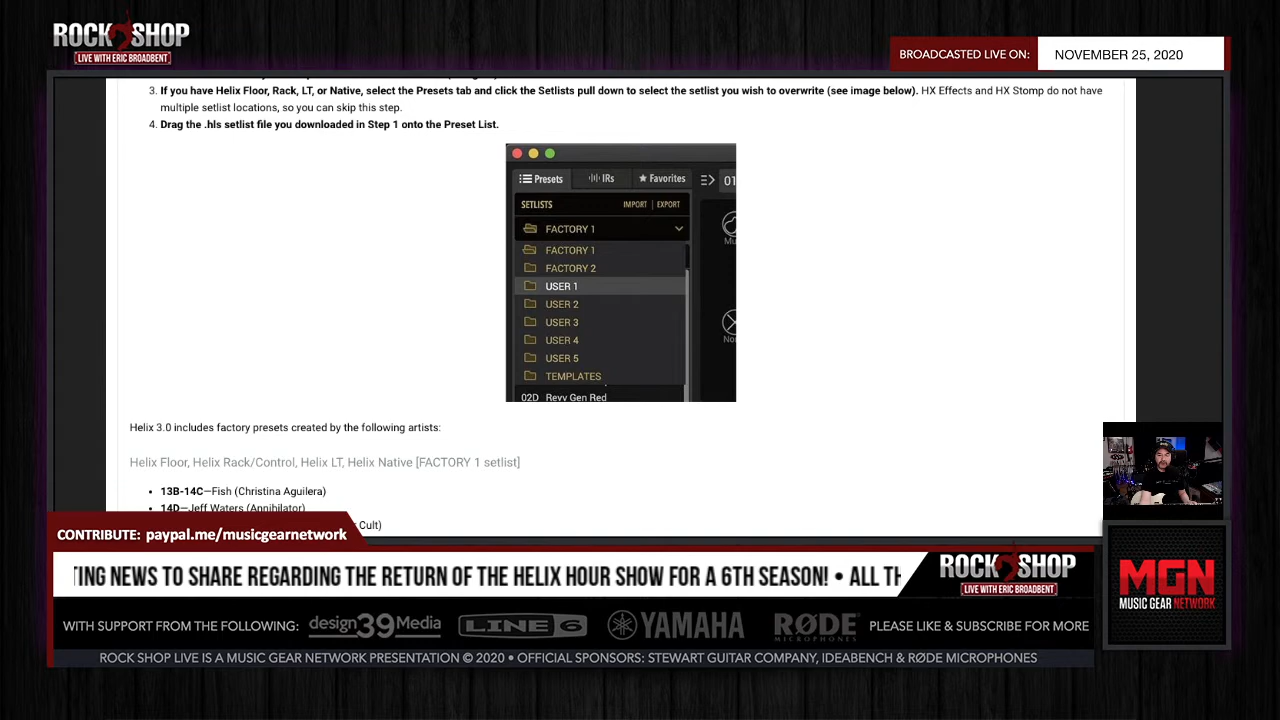 ROCK SHOP
LIVE WITH ERIC BROADBENT
BROADCASTED LIVE ON: NOVEMBER 25, 2020
3. If you have Helix Floor, Rack, LT, or Native, select the Presets tab and click the Setlists pull down to select the setlist you wish to overwrite (see image below). HX Effects and HX Stomp do not have
multiple setlist locations, so you can skip this step.
4. Drag the .hls setlist file you downloaded in Step 1 onto the Preset List.
Presets IRs Favorites 01
SETLISTS IMPORT | EXPORT
FACTORY 1
FACTORY 1
FACTORY 2
USER 1
USER 2
USER 3
USER 4
USER 5
TEMPLATES
02D Revv Gen Red
Helix 3.0 includes factory presets created by the following artists:
Helix Floor, Helix Rack/Control, Helix LT, Helix Native [FACTORY 1 setlist]
• 13B-14C—Fish (Christina Aguilera)
• 14D—Jeff Waters (Annihilator)
Cult)
CONTRIBUTE: paypal.me/musicgearnetwork
TING NEWS TO SHARE REGARDING THE RETURN OF THE HELIX HOUR SHOW FOR A 6TH SEASON! • ALL TH
ROCK SHOP
LIVE WITH ERIC BROADBENT
MGN
MUSIC GEAR NETWORK
WITH SUPPORT FROM THE FOLLOWING: design39Media LINE 6 YAMAHA RØDE MICROPHONES PLEASE LIKE & SUBSCRIBE FOR MORE
ROCK SHOP LIVE IS A MUSIC GEAR NETWORK PRESENTATION © 2020 • OFFICIAL SPONSORS: STEWART GUITAR COMPANY, IDEABENCH & RØDE MICROPHONES